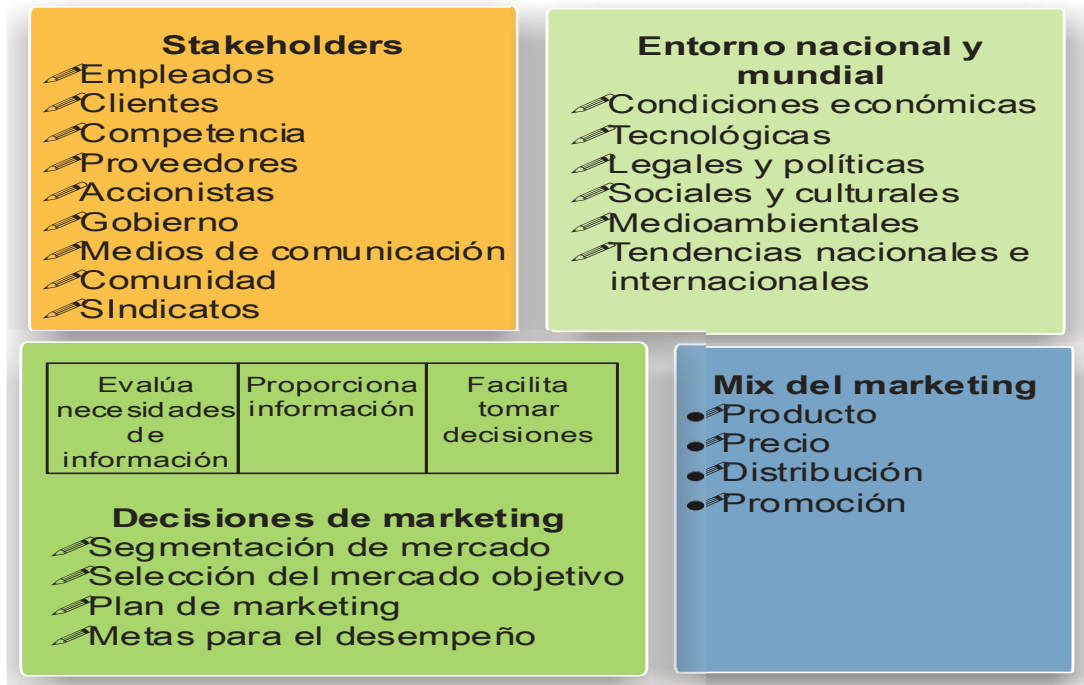 Stakeholders
Empleados
Clientes
Competencia
Proveedores
Accionistas
Gobierno
Medios de comunicación
Comunidad
SIndicatos
Entorno nacional y
mundial
Condiciones económicas
Tecnológicas
Legales y políticas
Sociales y culturales
Medioambientales
Tendencias nacionales e
internacionales
Evalúa
necesidades
de
información
Proporciona
información
Facilita
tomar
decisiones
Decisiones de marketing
Segmentación de mercado
Selección del mercado objetivo
Plan de marketing
Metas para el desempeño
Mix del marketing
Producto
Precio
Distribución
Promoción